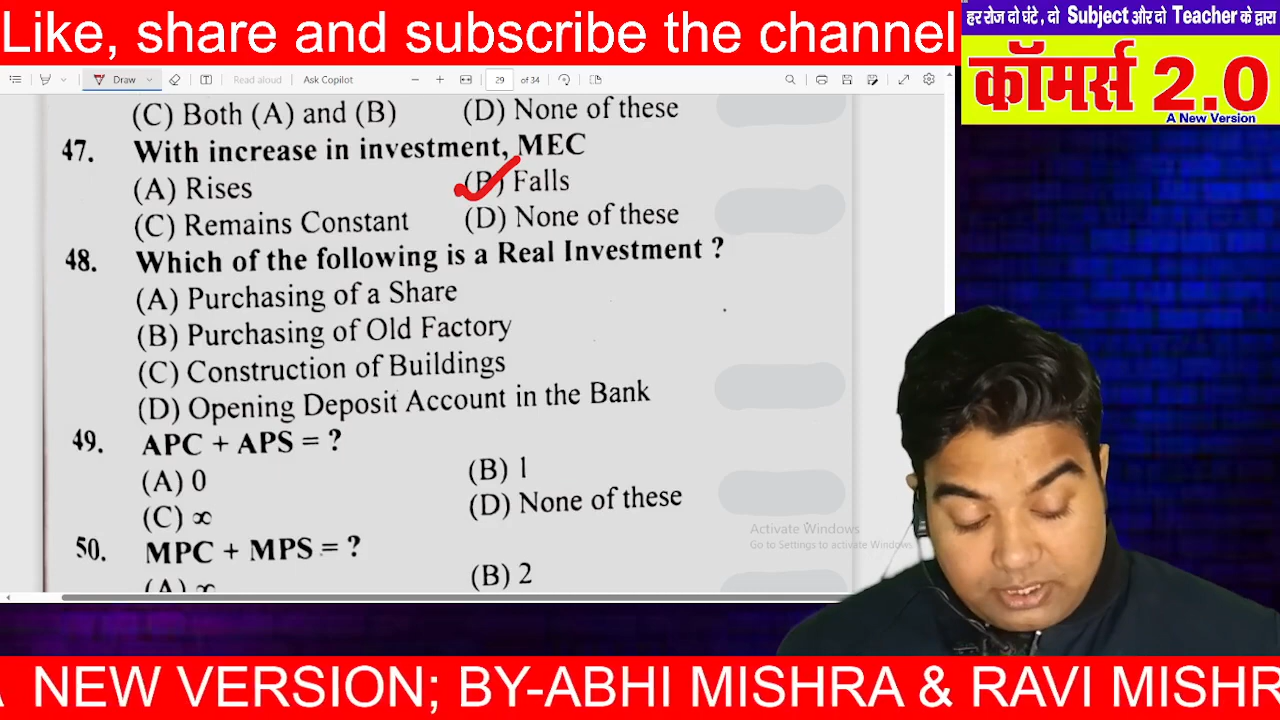 Like, share and subscribe the channel
हर रोज दो घंटे, दो Subject और दो Teacher के द्वारा
कॉमर्स 2.0
A New Version
Draw
Read aloud
Ask Copilot
29 of 34
(C) Both (A) and (B) (D) None of these
47. With increase in investment, MEC
(A) Rises (B) Falls
(C) Remains Constant (D) None of these
48. Which of the following is a Real Investment ?
(A) Purchasing of a Share
(B) Purchasing of Old Factory
(C) Construction of Buildings
(D) Opening Deposit Account in the Bank
49. APC + APS = ?
(A) 0 (B) 1
(C) ∞ (D) None of these
50. MPC + MPS = ?
(A) ∞ (B) 2
Activate Windows
Go to Settings to activate Windows.
A NEW VERSION; BY-ABHI MISHRA & RAVI MISHR